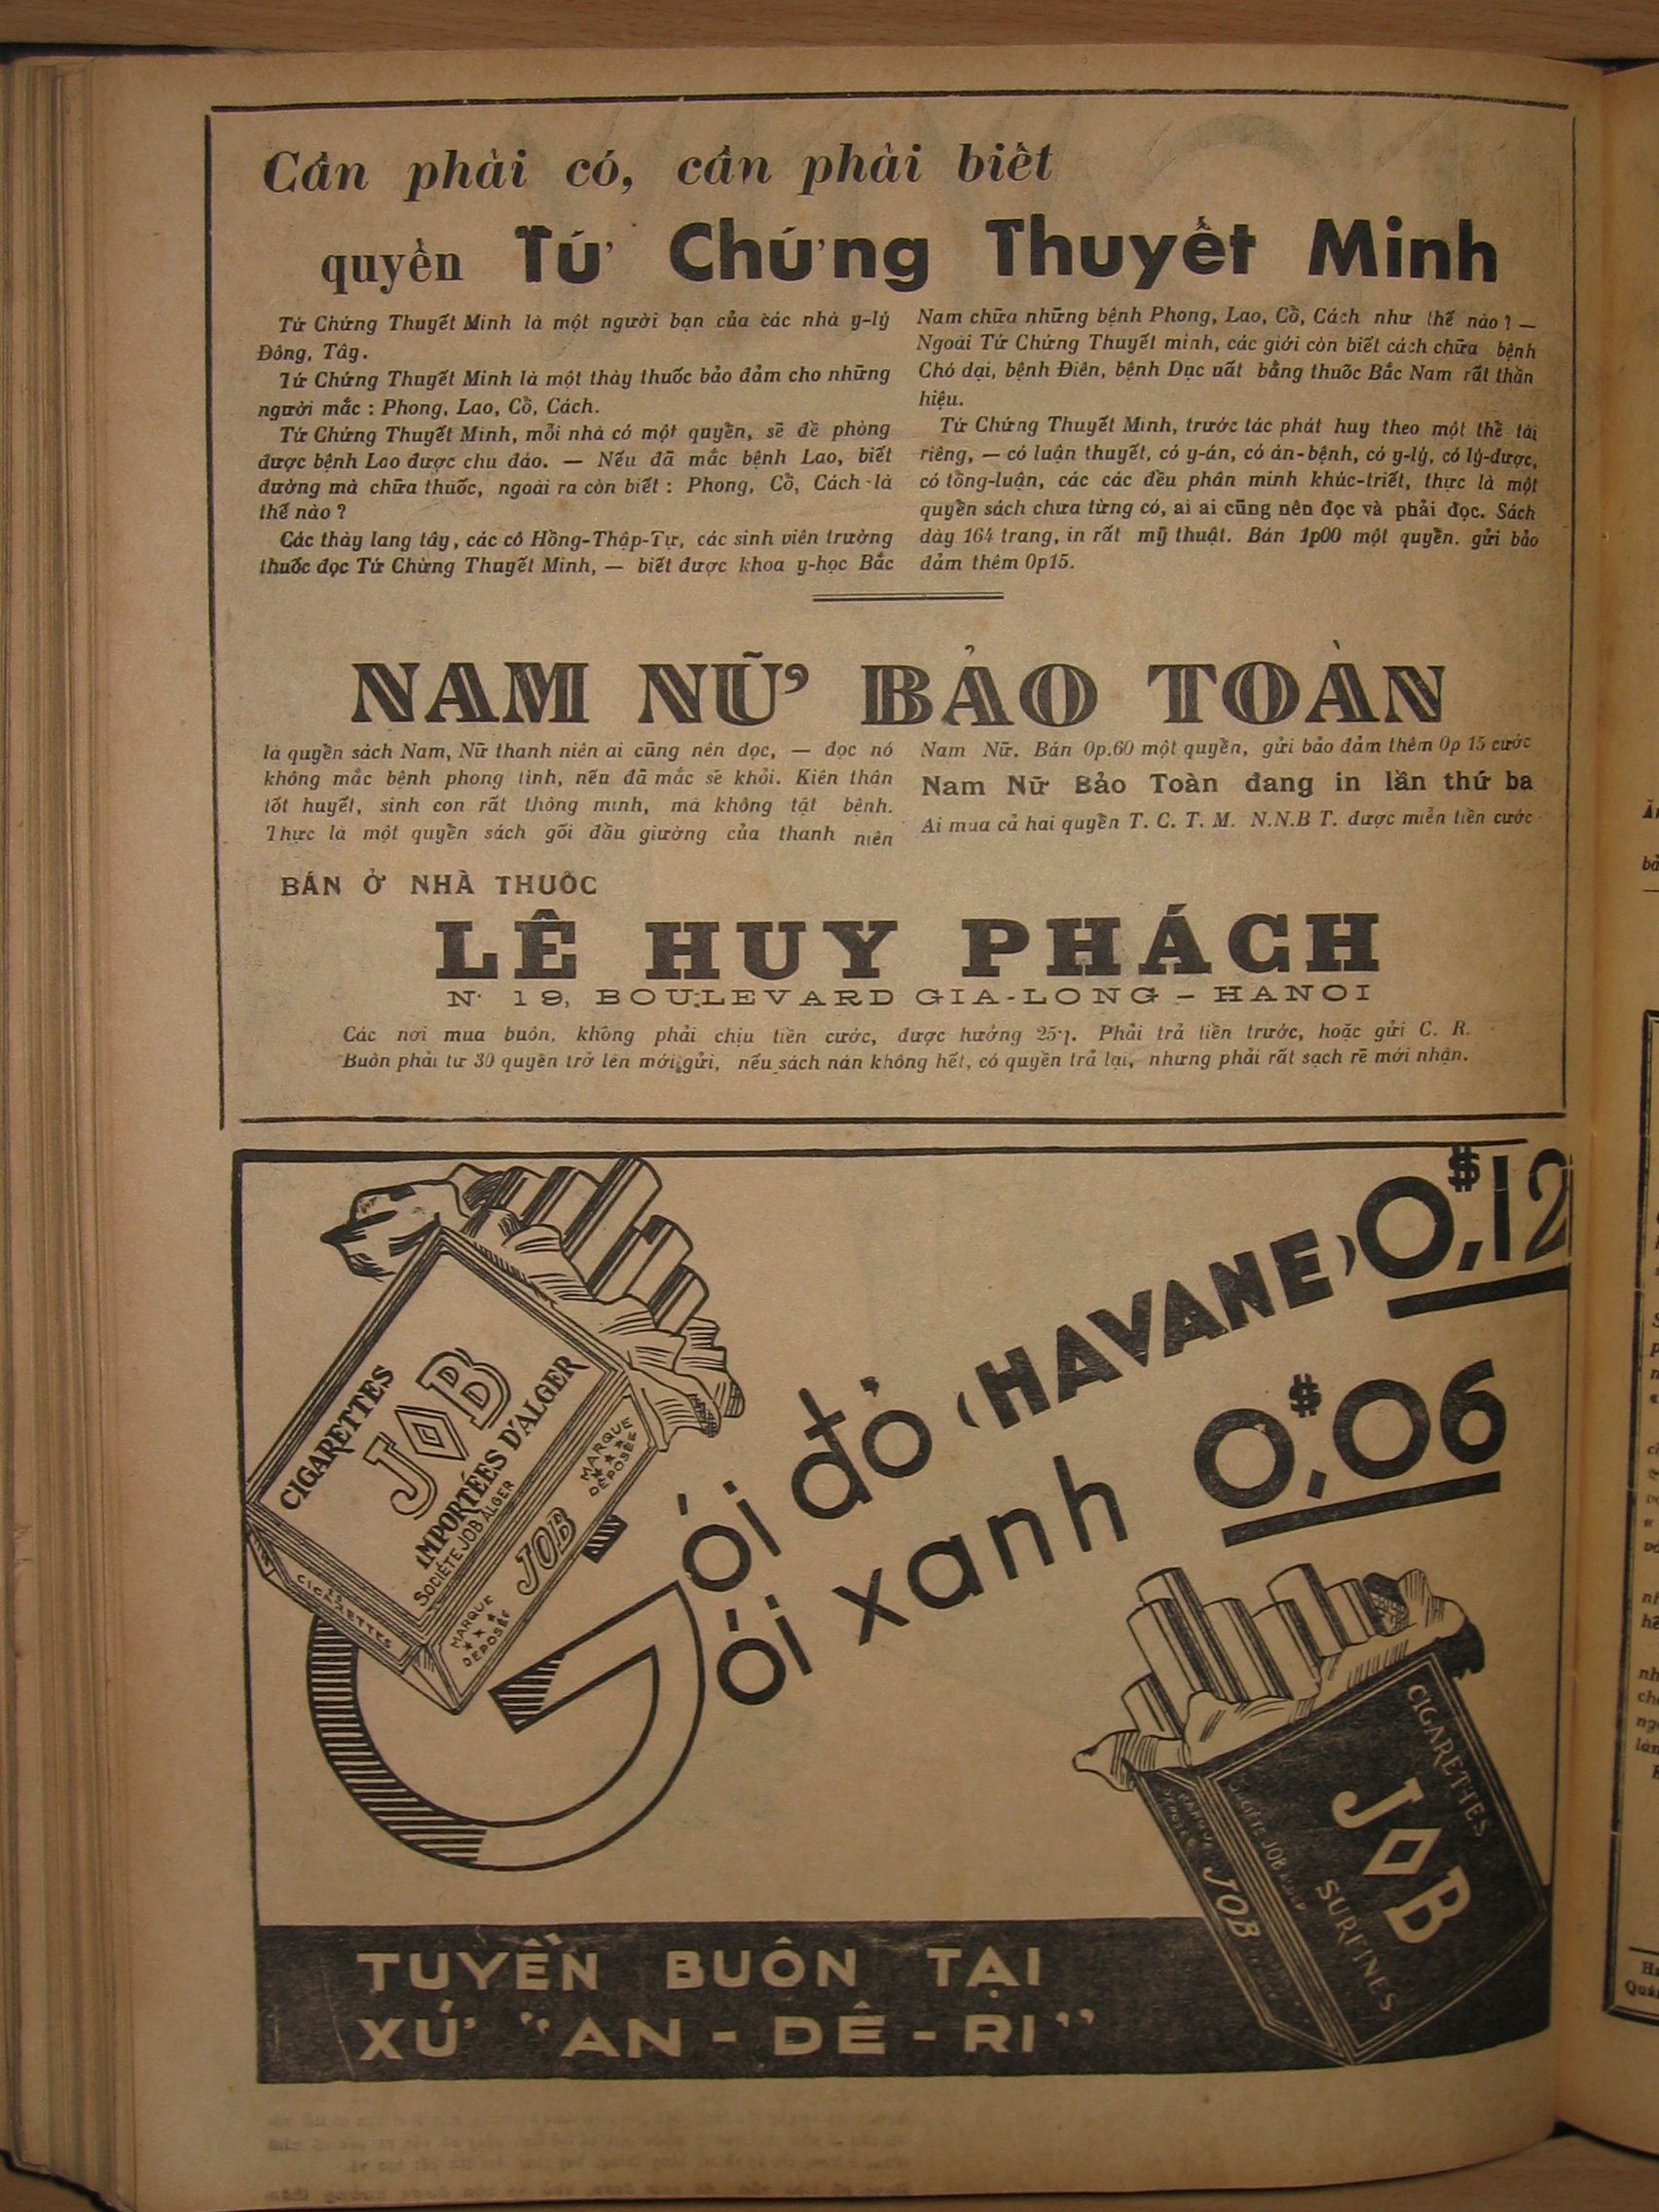 Cần phải có, cần phải biết
quyển Tứ Chứng Thuyết Minh
Tứ Chứng Thuyết Minh là một người bạn của các nhà y-lý
Đông, Tây.
Tứ Chứng Thuyết Minh là một thày thuốc bảo đảm cho những
người mắc : Phong, Lao, Cổ, Cách.
Tứ Chứng Thuyết Minh, mỗi nhà có một quyển, sẽ đề phòng
được bệnh Lao được chu đáo. — Nếu đã mắc bệnh Lao, biết
đường mà chữa thuốc, ngoài ra còn biết : Phong, Cổ, Cách là
thế nào ?
Các thày lang tây, các cô Hồng-Thập-Tự, các sinh viên trường
thuốc đọc Tứ Chứng Thuyết Minh, — biết được khoa y-học Bắc
Nam chữa những bệnh Phong, Lao, Cổ, Cách như thế nào ? —
Ngoài Tứ Chứng Thuyết minh, các giới còn biết cách chữa bệnh
Chó dại, bệnh Điên, bệnh Dục uất bằng thuốc Bắc Nam rất thần
hiệu.
Tứ Chứng Thuyết Minh, trước tác phát huy theo một thể tài
riêng, — có luận thuyết, có y-án, có án-bệnh, có y-lý, có lý-dược,
có tổng-luận, các các đều phân minh khúc-triết, thực là một
quyển sách chưa từng có, ai ai cũng nên đọc và phải đọc. Sách
dày 164 trang, in rất mỹ thuật. Bán 1p00 một quyển. gửi bảo
đảm thêm 0p15.
NAM NỮ BẢO TOÀN
là quyển sách Nam, Nữ thanh niên ai cũng nên đọc, — đọc nó
không mắc bệnh phong tình, nếu đã mắc sẽ khỏi. Kiên thận
tốt huyết, sinh con rất thông minh, mà không tật bệnh.
Thực là một quyển sách gối đầu giường của thanh niên
Nam Nữ. Bán 0p.60 một quyển, gửi bảo đảm thêm 0p 15 cước
Nam Nữ Bảo Toàn đang in lần thứ ba
Ai mua cả hai quyển T. C. T. M. N.N.B T. được miễn tiền cước
BÁN Ở NHÀ THUỐC
LÊ HUY PHÁCH
N· 19, BOULEVARD GIA-LONG – HANOI
Các nơi mua buôn, không phải chịu tiền cước, được hưởng 25%. Phải trả tiền trước, hoặc gửi C. R.
Buôn phải từ 30 quyển trở lên mới gửi, nếu sách nán không hết, có quyền trả lại, nhưng phải rất sạch sẽ mới nhận.
CIGARETTES
JOB
IMPORTÉES D'ALGER
SOCIÉTÉ JOB ALGER
MARQUE DÉPOSÉE
JOB
MARQUE DÉPOSÉE
CIGARETTES
Gói đỏ (HAVANE) 0$,12
Gói xanh 0$,06
CIGARETTES
JOB
SURFINES
SOCIÉTÉ JOB ALGER
MARQUE DÉPOSÉE
JOB
TUYỀN BUÔN TẠI
XỨ "AN - DÊ - RI"